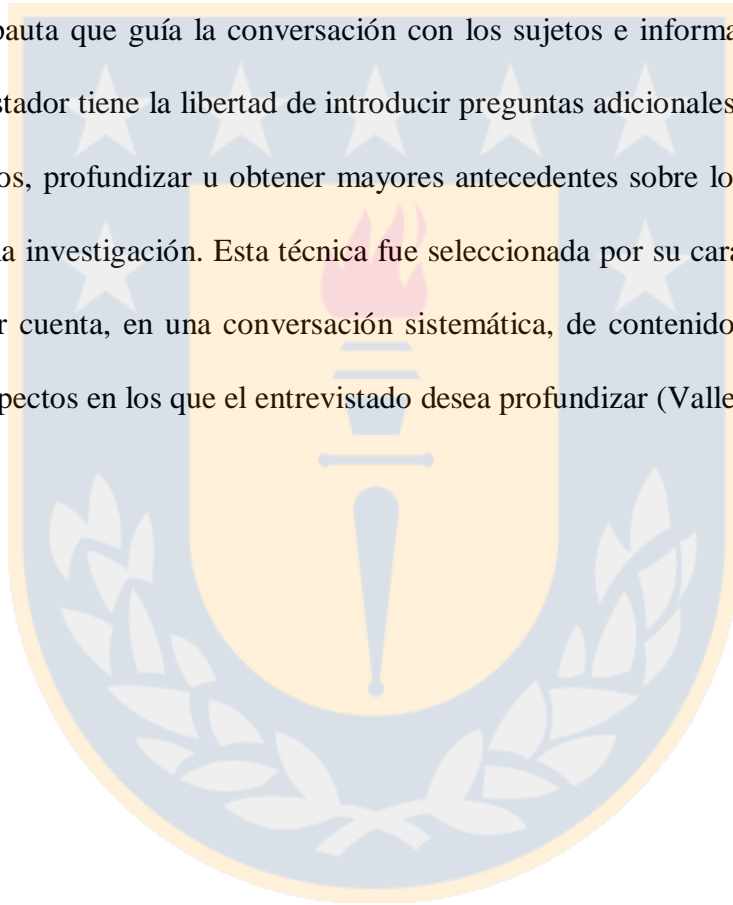 pauta que guía la conversación con los sujetos e informa
stador tiene la libertad de introducir preguntas adicionales
os, profundizar u obtener mayores antecedentes sobre lo
la investigación. Esta técnica fue seleccionada por su cara
r cuenta, en una conversación sistemática, de contenido
pectos en los que el entrevistado desea profundizar (Valle